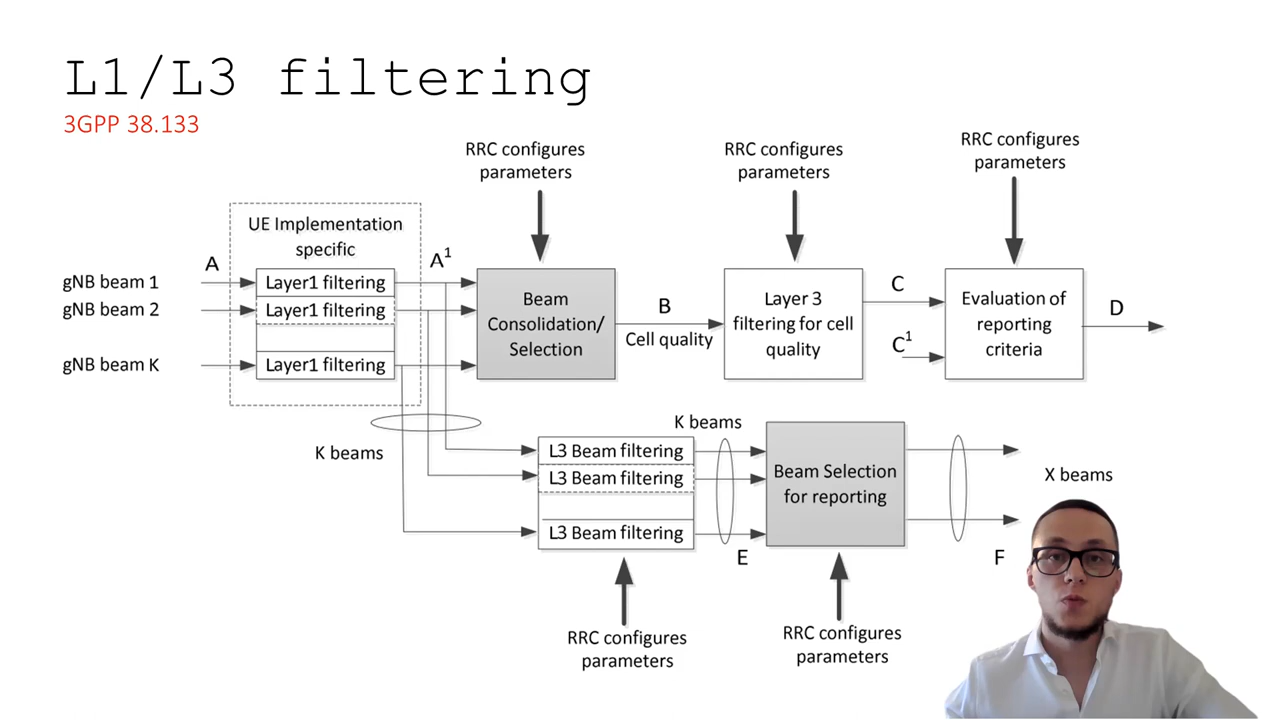 L1/L3 filtering
3GPP 38.133
RRC configures
parameters
RRC configures
parameters
RRC configures
parameters
UE Implementation
specific
A
A¹
gNB beam 1
Layer1 filtering
gNB beam 2
Layer1 filtering
gNB beam K
Layer1 filtering
Beam
Consolidation/
Selection
B
Cell quality
Layer 3
filtering for cell
quality
C
C¹
Evaluation of
reporting
criteria
D
K beams
K beams
L3 Beam filtering
L3 Beam filtering
L3 Beam filtering
E
Beam Selection
for reporting
X beams
F
RRC configures
parameters
RRC configures
parameters